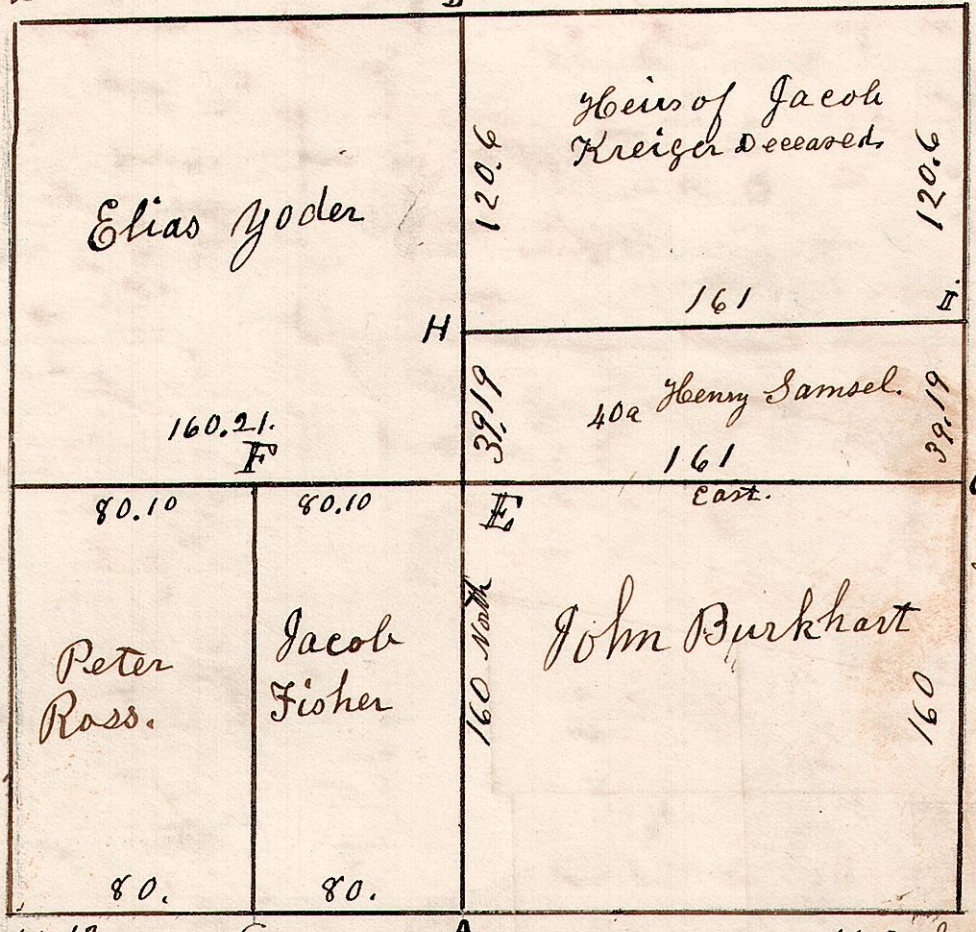 Elias Yoder
H
160.21.
F
Heirs of Jacob
Kreiger Deceased
120.6
120.6
161
II.
39.19
40a Henry Samsel.
39.19
161
East.
80.10
80.10
E
Peter
Ross.
Jacob
Fisher
160 North
John Burkhart
160
80.
80.
A